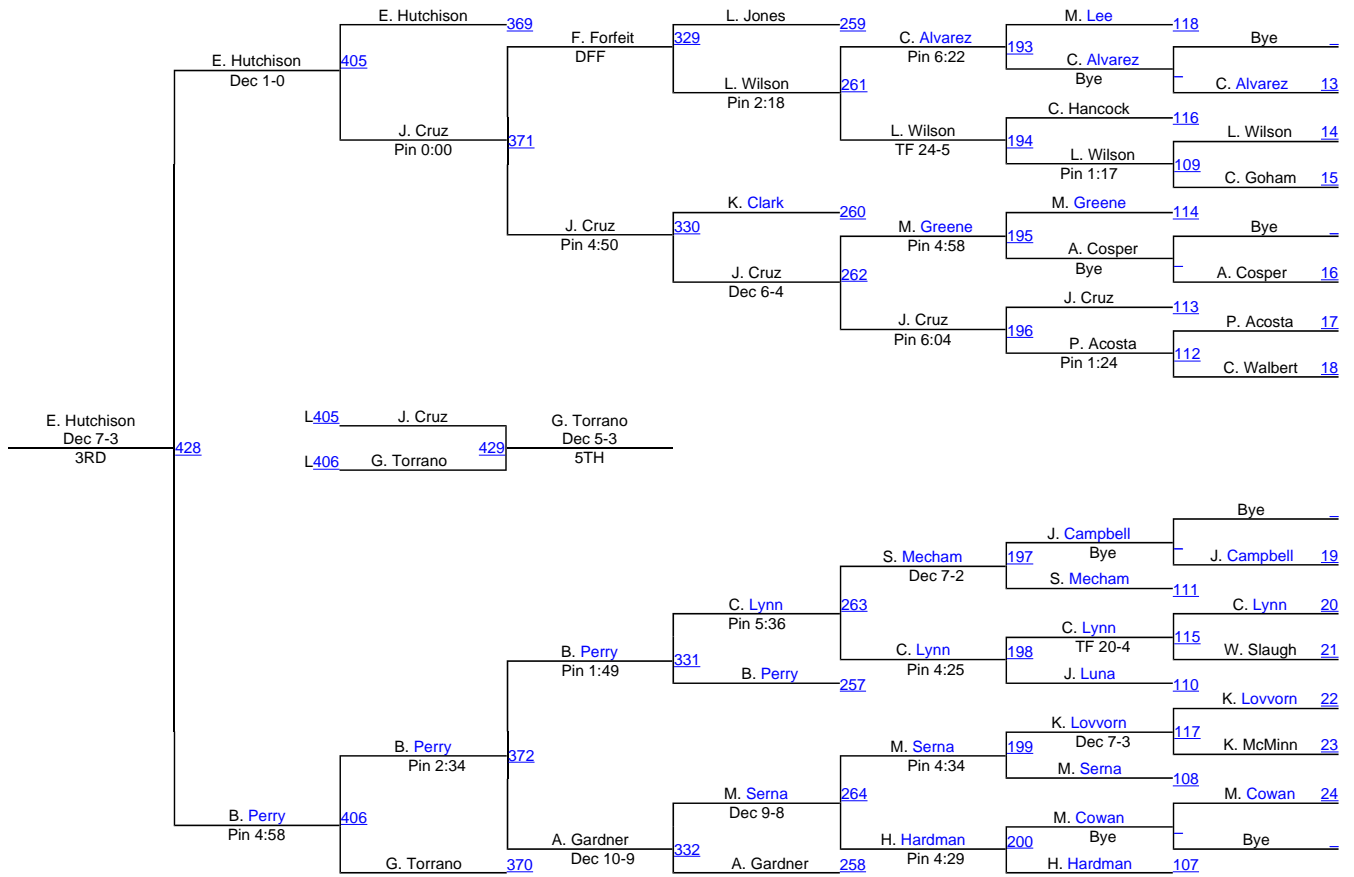 E. Hutchison 369
L. Jones 259
M. Lee 118
F. Forfeit 329
DFF
C. Alvarez 193
Pin 6:22
Bye _
E. Hutchison 405
Dec 1-0
C. Alvarez _
Bye
L. Wilson 261
Pin 2:18
C. Alvarez 13
C. Hancock 116
J. Cruz 371
Pin 0:00
L. Wilson 194
TF 24-5
L. Wilson 14
L. Wilson 109
Pin 1:17
C. Goham 15
K. Clark 260
M. Greene 114
J. Cruz 330
Pin 4:50
M. Greene 195
Pin 4:58
Bye _
A. Cosper _
Bye
J. Cruz 262
Dec 6-4
A. Cosper 16
J. Cruz 113
J. Cruz 196
Pin 6:04
P. Acosta 17
P. Acosta 112
Pin 1:24
C. Walbert 18
E. Hutchison
Dec 7-3 428
3RD
L405 J. Cruz
G. Torrano
Dec 5-3
429
5TH
L406 G. Torrano
Bye _
J. Campbell _
Bye
S. Mecham 197
Dec 7-2
J. Campbell 19
S. Mecham 111
C. Lynn 263
Pin 5:36
C. Lynn 20
C. Lynn 115
TF 20-4
B. Perry 331
Pin 1:49
C. Lynn 198
Pin 4:25
W. Slaugh 21
B. Perry 257
J. Luna 110
K. Lovvorn 22
K. Lovvorn 117
Dec 7-3
B. Perry 372
Pin 2:34
M. Serna 199
Pin 4:34
K. McMinn 23
M. Serna 108
M. Serna 264
Dec 9-8
M. Cowan 24
B. Perry 406
Pin 4:58
M. Cowan _
Bye
A. Gardner 332
Dec 10-9
H. Hardman 200
Pin 4:29
Bye _
G. Torrano 370
A. Gardner 258
H. Hardman 107